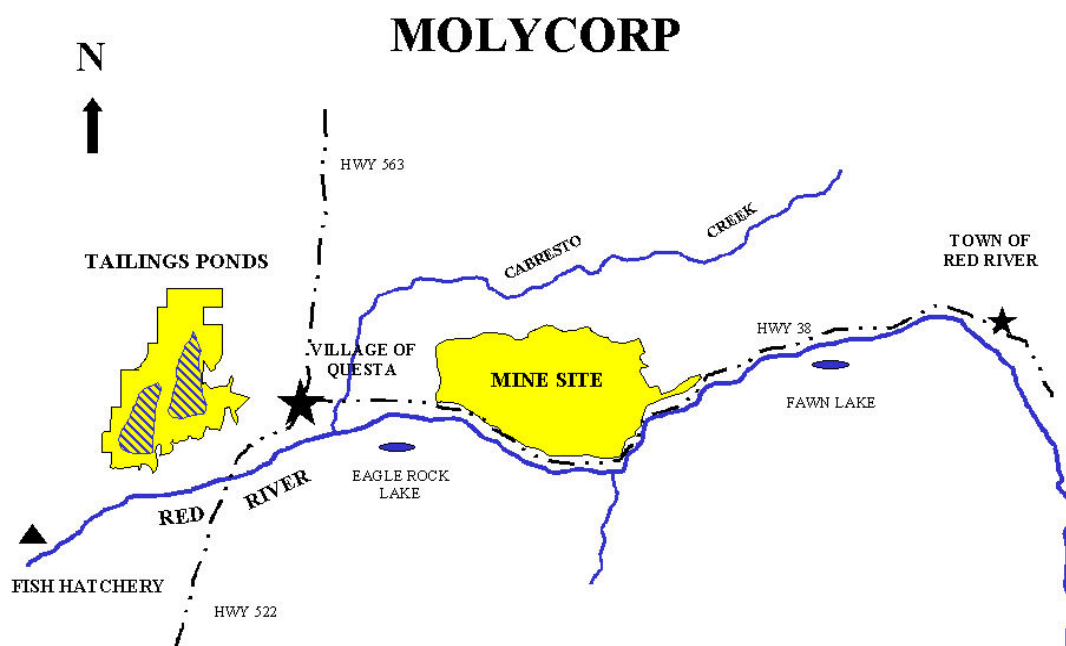 MOLYCORP
N
HWY 563
CABRESTO
CREEK
TOWN OF
RED RIVER
TAILINGS PONDS
HWY 38
VILLAGE OF
QUESTA
MINE SITE
FAWN LAKE
EAGLE ROCK
LAKE
RED
RIVER
FISH HATCHERY
HWY 522